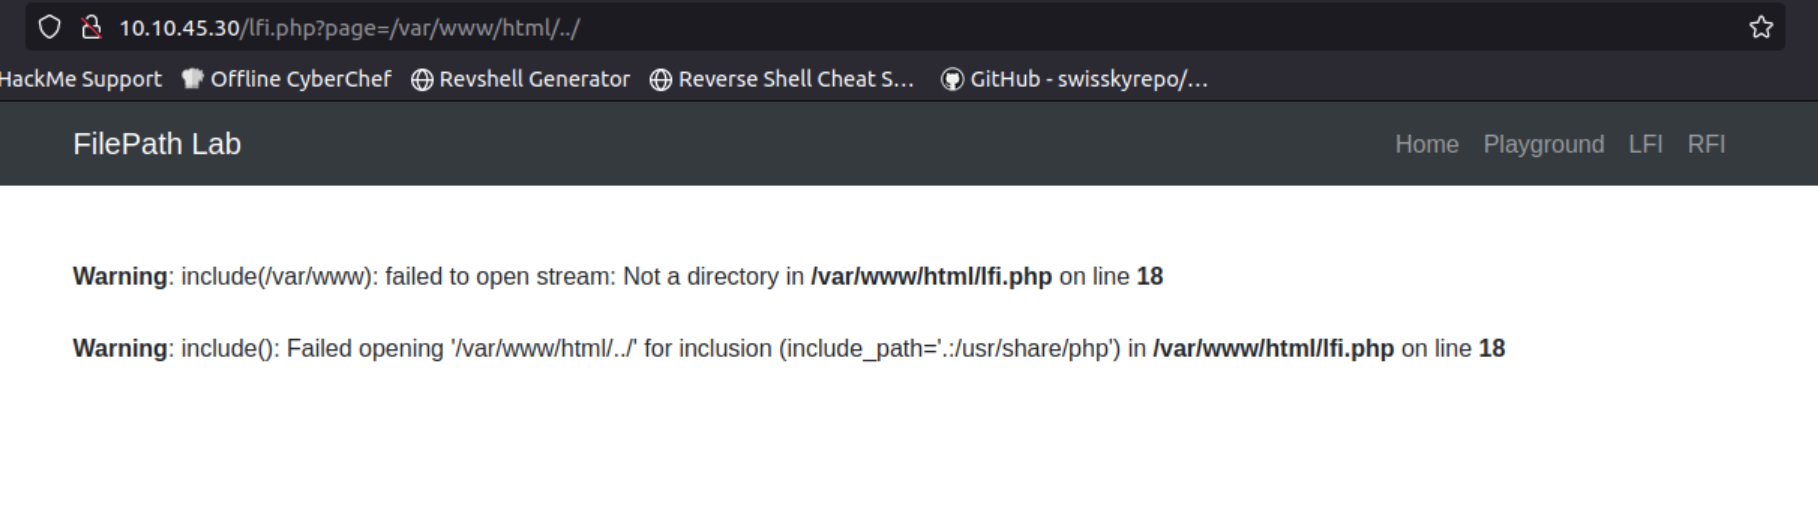 10.10.45.30/lfi.php?page=/var/www/html/../
HackMe Support Offline CyberChef Revshell Generator Reverse Shell Cheat S... GitHub - swisskyrepo/...
FilePath Lab Home Playground LFI RFI
Warning: include(/var/www): failed to open stream: Not a directory in /var/www/html/lfi.php on line 18
Warning: include(): Failed opening '/var/www/html/../' for inclusion (include_path='.:/usr/share/php') in /var/www/html/lfi.php on line 18